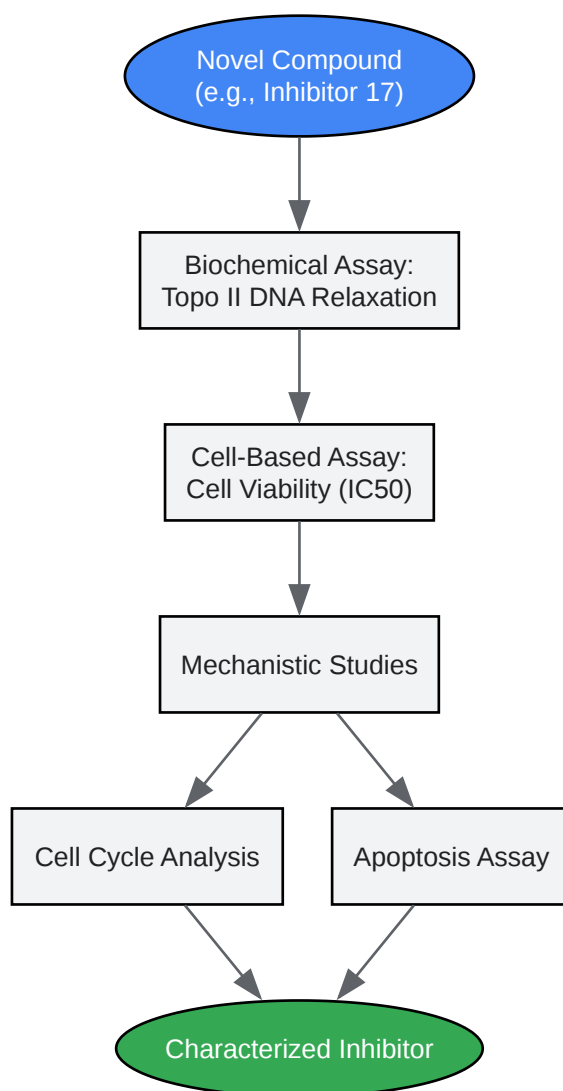 Novel Compound
(e.g., Inhibitor 17)
Biochemical Assay:
Topo II DNA Relaxation
Cell-Based Assay:
Cell Viability (IC50)
Mechanistic Studies
Cell Cycle Analysis
Apoptosis Assay
Characterized Inhibitor